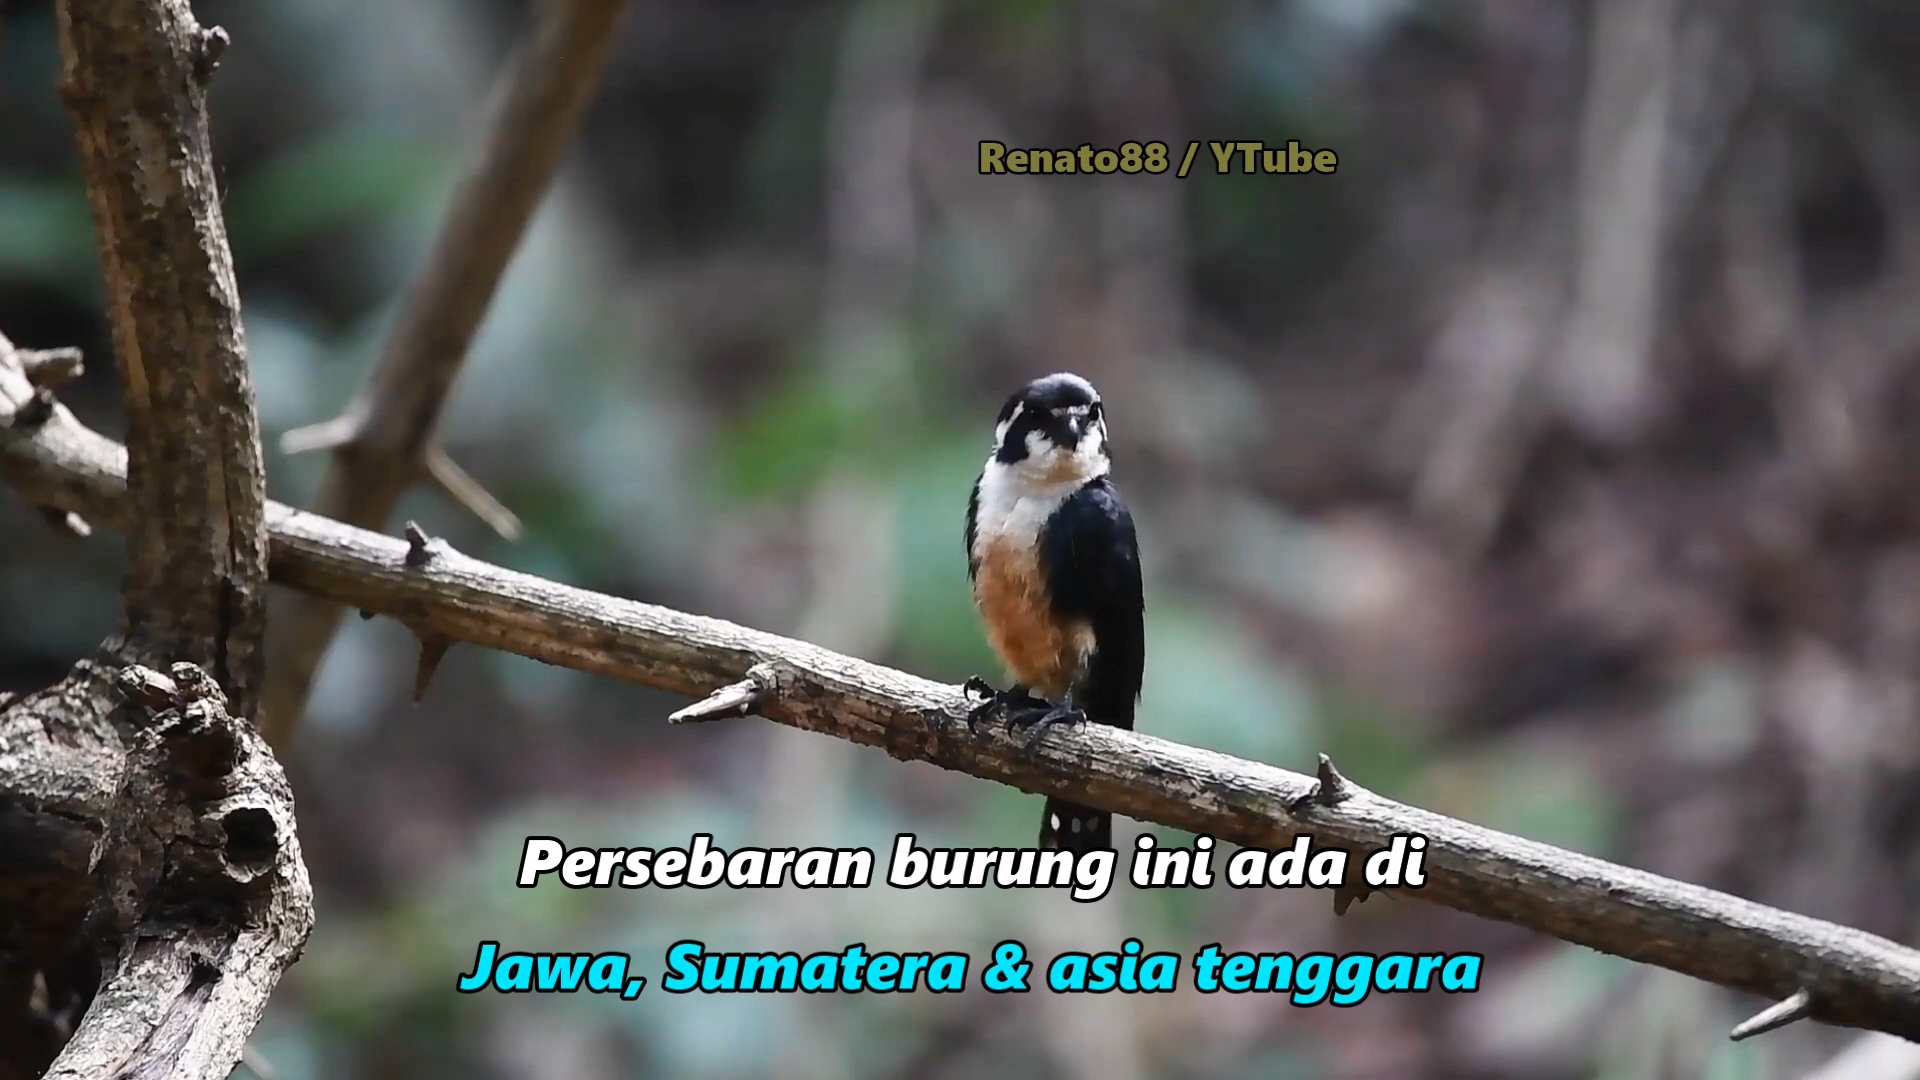 Renato88 / YTube
Persebaran burung ini ada di
Jawa, Sumatera & asia tenggara